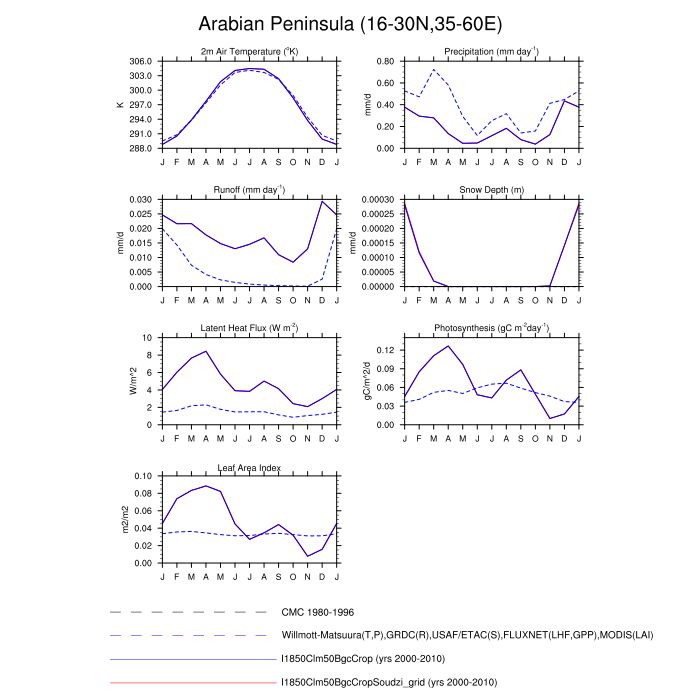 Arabian Peninsula (16-30N,35-60E)
2m Air Temperature (°K)
306.0
303.0
300.0
297.0
294.0
291.0
288.0
K
J F M A M J J A S O N D J
Precipitation (mm day-1)
0.80
0.60
0.40
0.20
0.00
mm/d
J F M A M J J A S O N D J
Runoff (mm day-1)
0.030
0.025
0.020
0.015
0.010
0.005
0.000
mm/d
J F M A M J J A S O N D J
Snow Depth (m)
0.00030
0.00025
0.00020
0.00015
0.00010
0.00005
0.00000
mm/d
J F M A M J J A S O N D J
Latent Heat Flux (W m-2)
10
8
6
4
2
0
W/m^2
J F M A M J J A S O N D J
Photosynthesis (gC m-2day-1)
0.12
0.09
0.06
0.03
0.00
gC/m^2/d
J F M A M J J A S O N D J
Leaf Area Index
0.10
0.08
0.06
0.04
0.02
0.00
m2/m2
J F M A M J J A S O N D J
CMC 1980-1996
Willmott-Matsuura(T,P),GRDC(R),USAF/ETAC(S),FLUXNET(LHF,GPP),MODIS(LAI)
I1850Clm50BgcCrop (yrs 2000-2010)
I1850Clm50BgcCropSoudzi_grid (yrs 2000-2010)